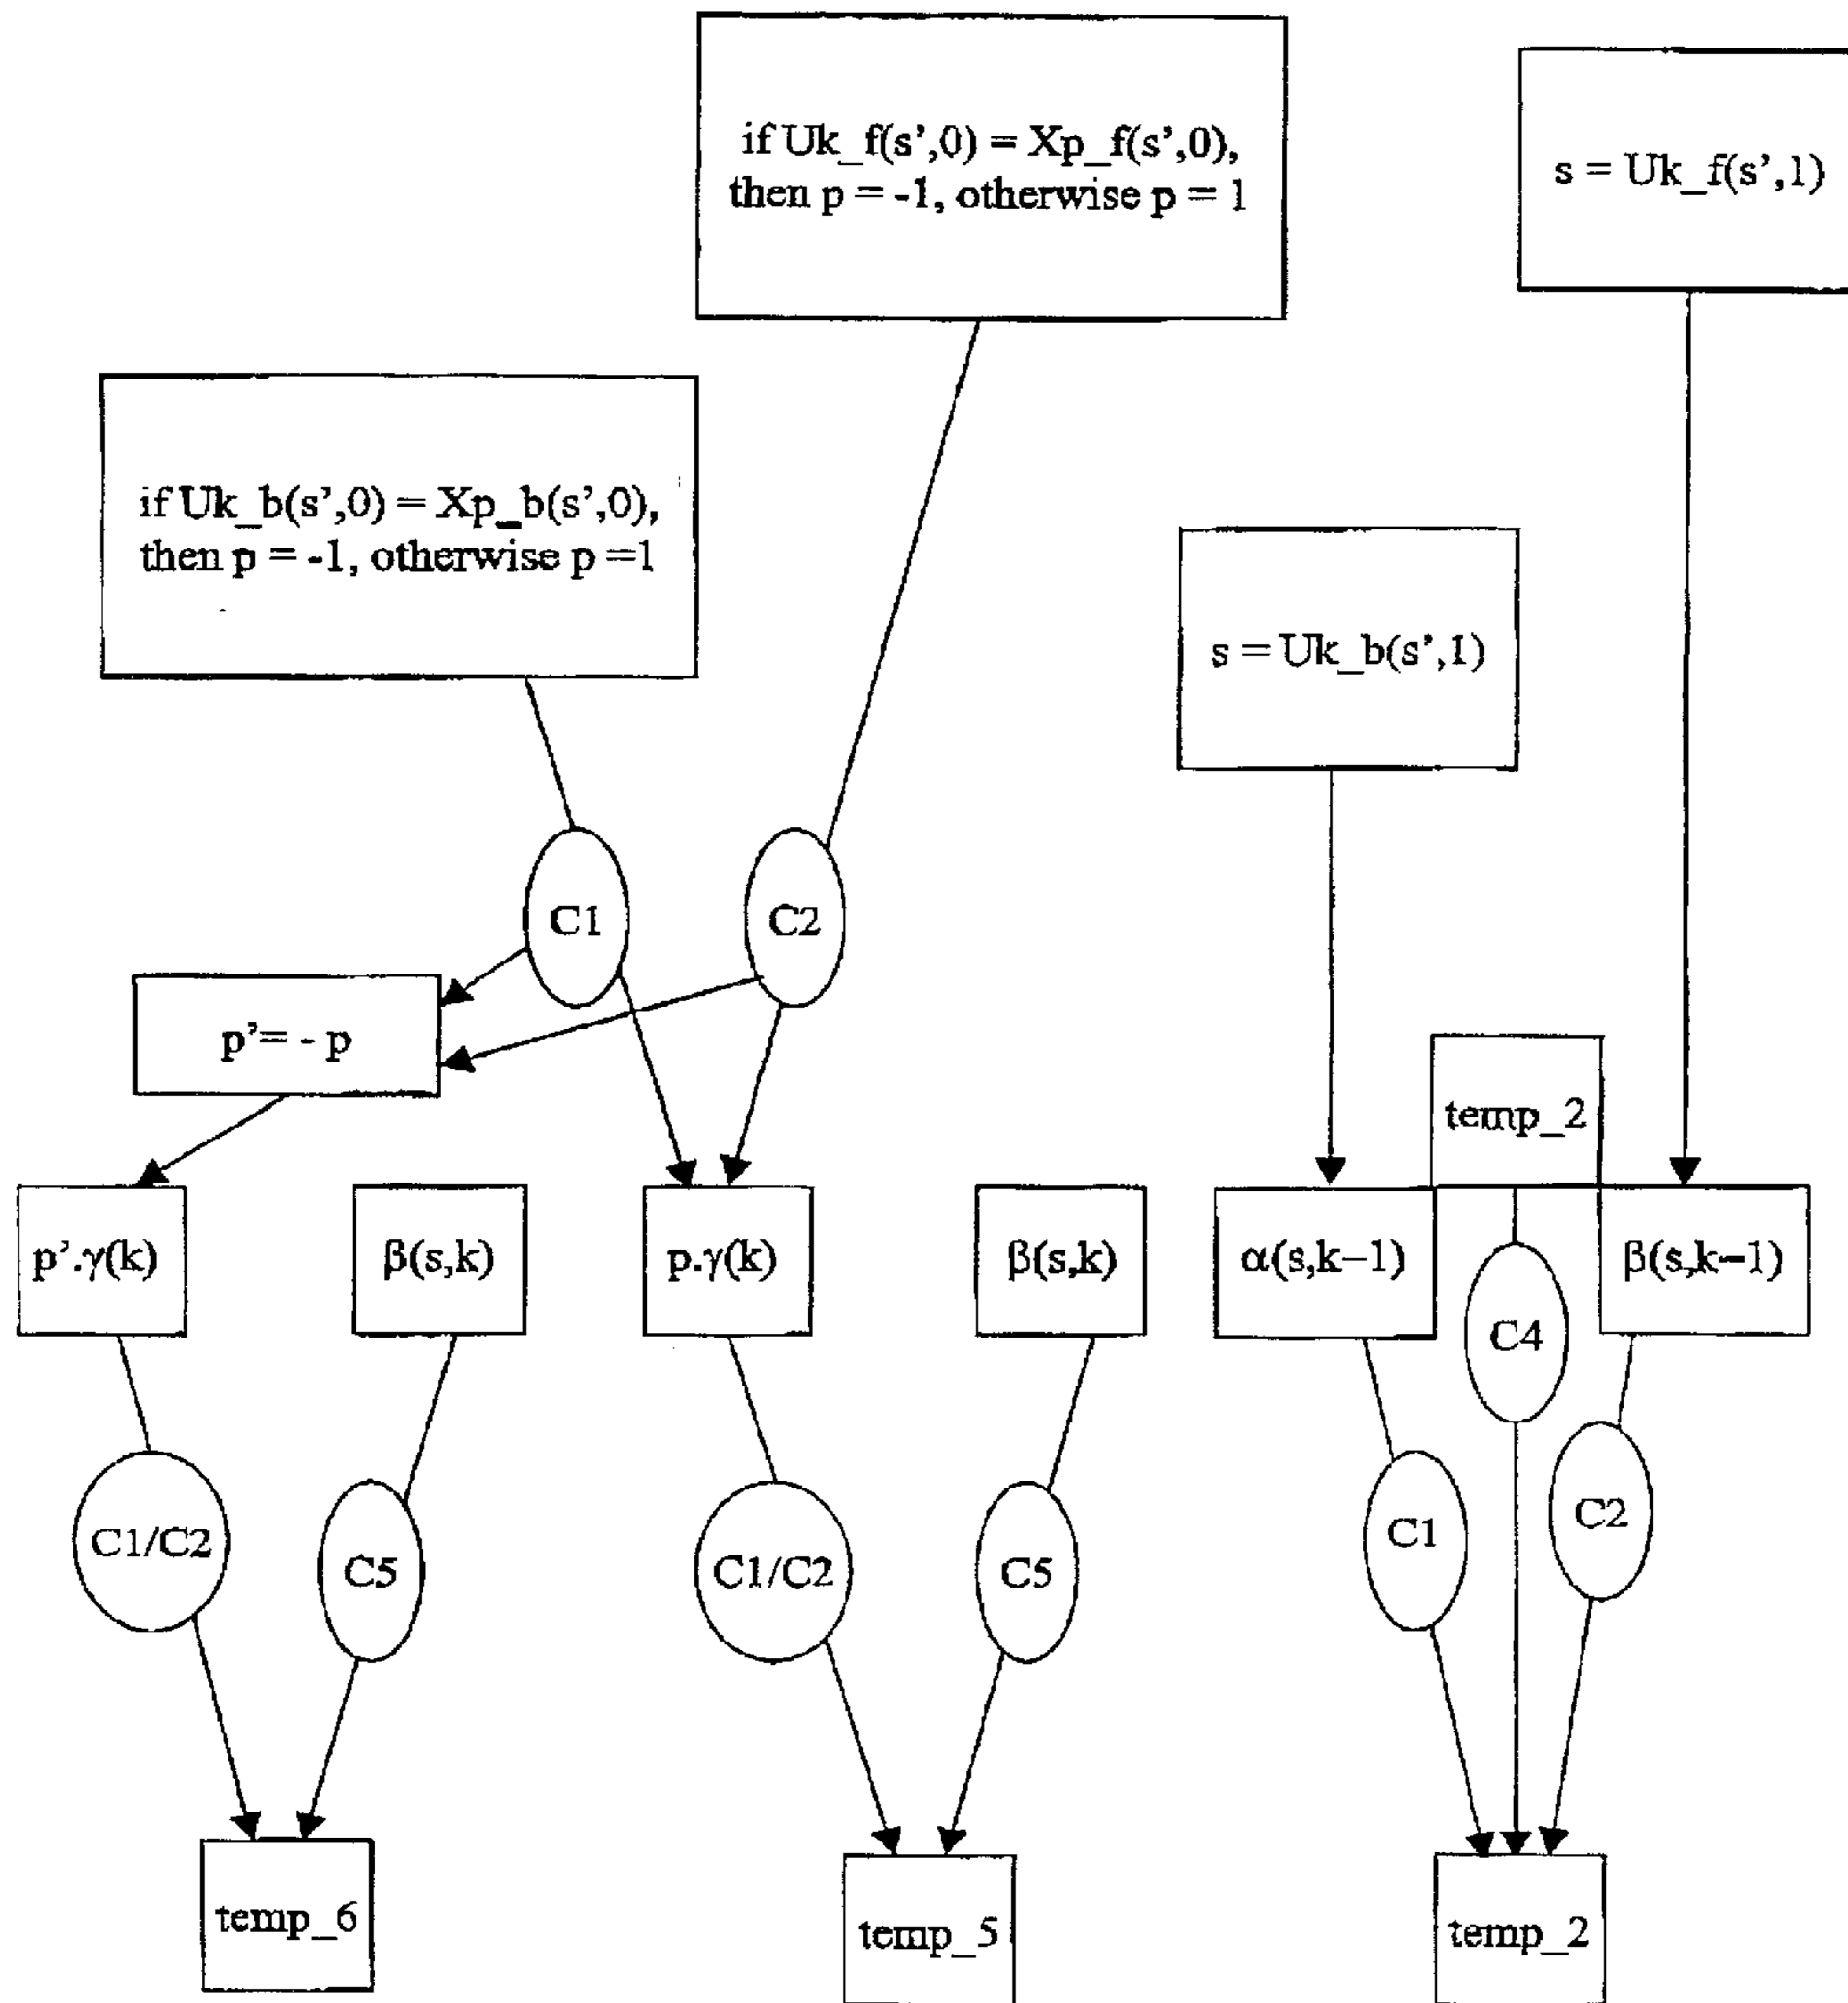 if Uk_f(s’,0) = Xp_f(s’,0),
then p = -1, otherwise p = 1
s = Uk_f(s’,1)
if Uk_b(s’,0) = Xp_b(s’,0),
then p = -1, otherwise p =1
s = Uk_b(s’,1)
C1
C2
p’= - p
temp_2
p’.γ(k)
β(s,k)
p.γ(k)
β(s,k)
α(s,k−1)
β(s,k−1)
C4
C1/C2
C5
C1/C2
C5
C1
C2
temp_6
temp_5
temp_2